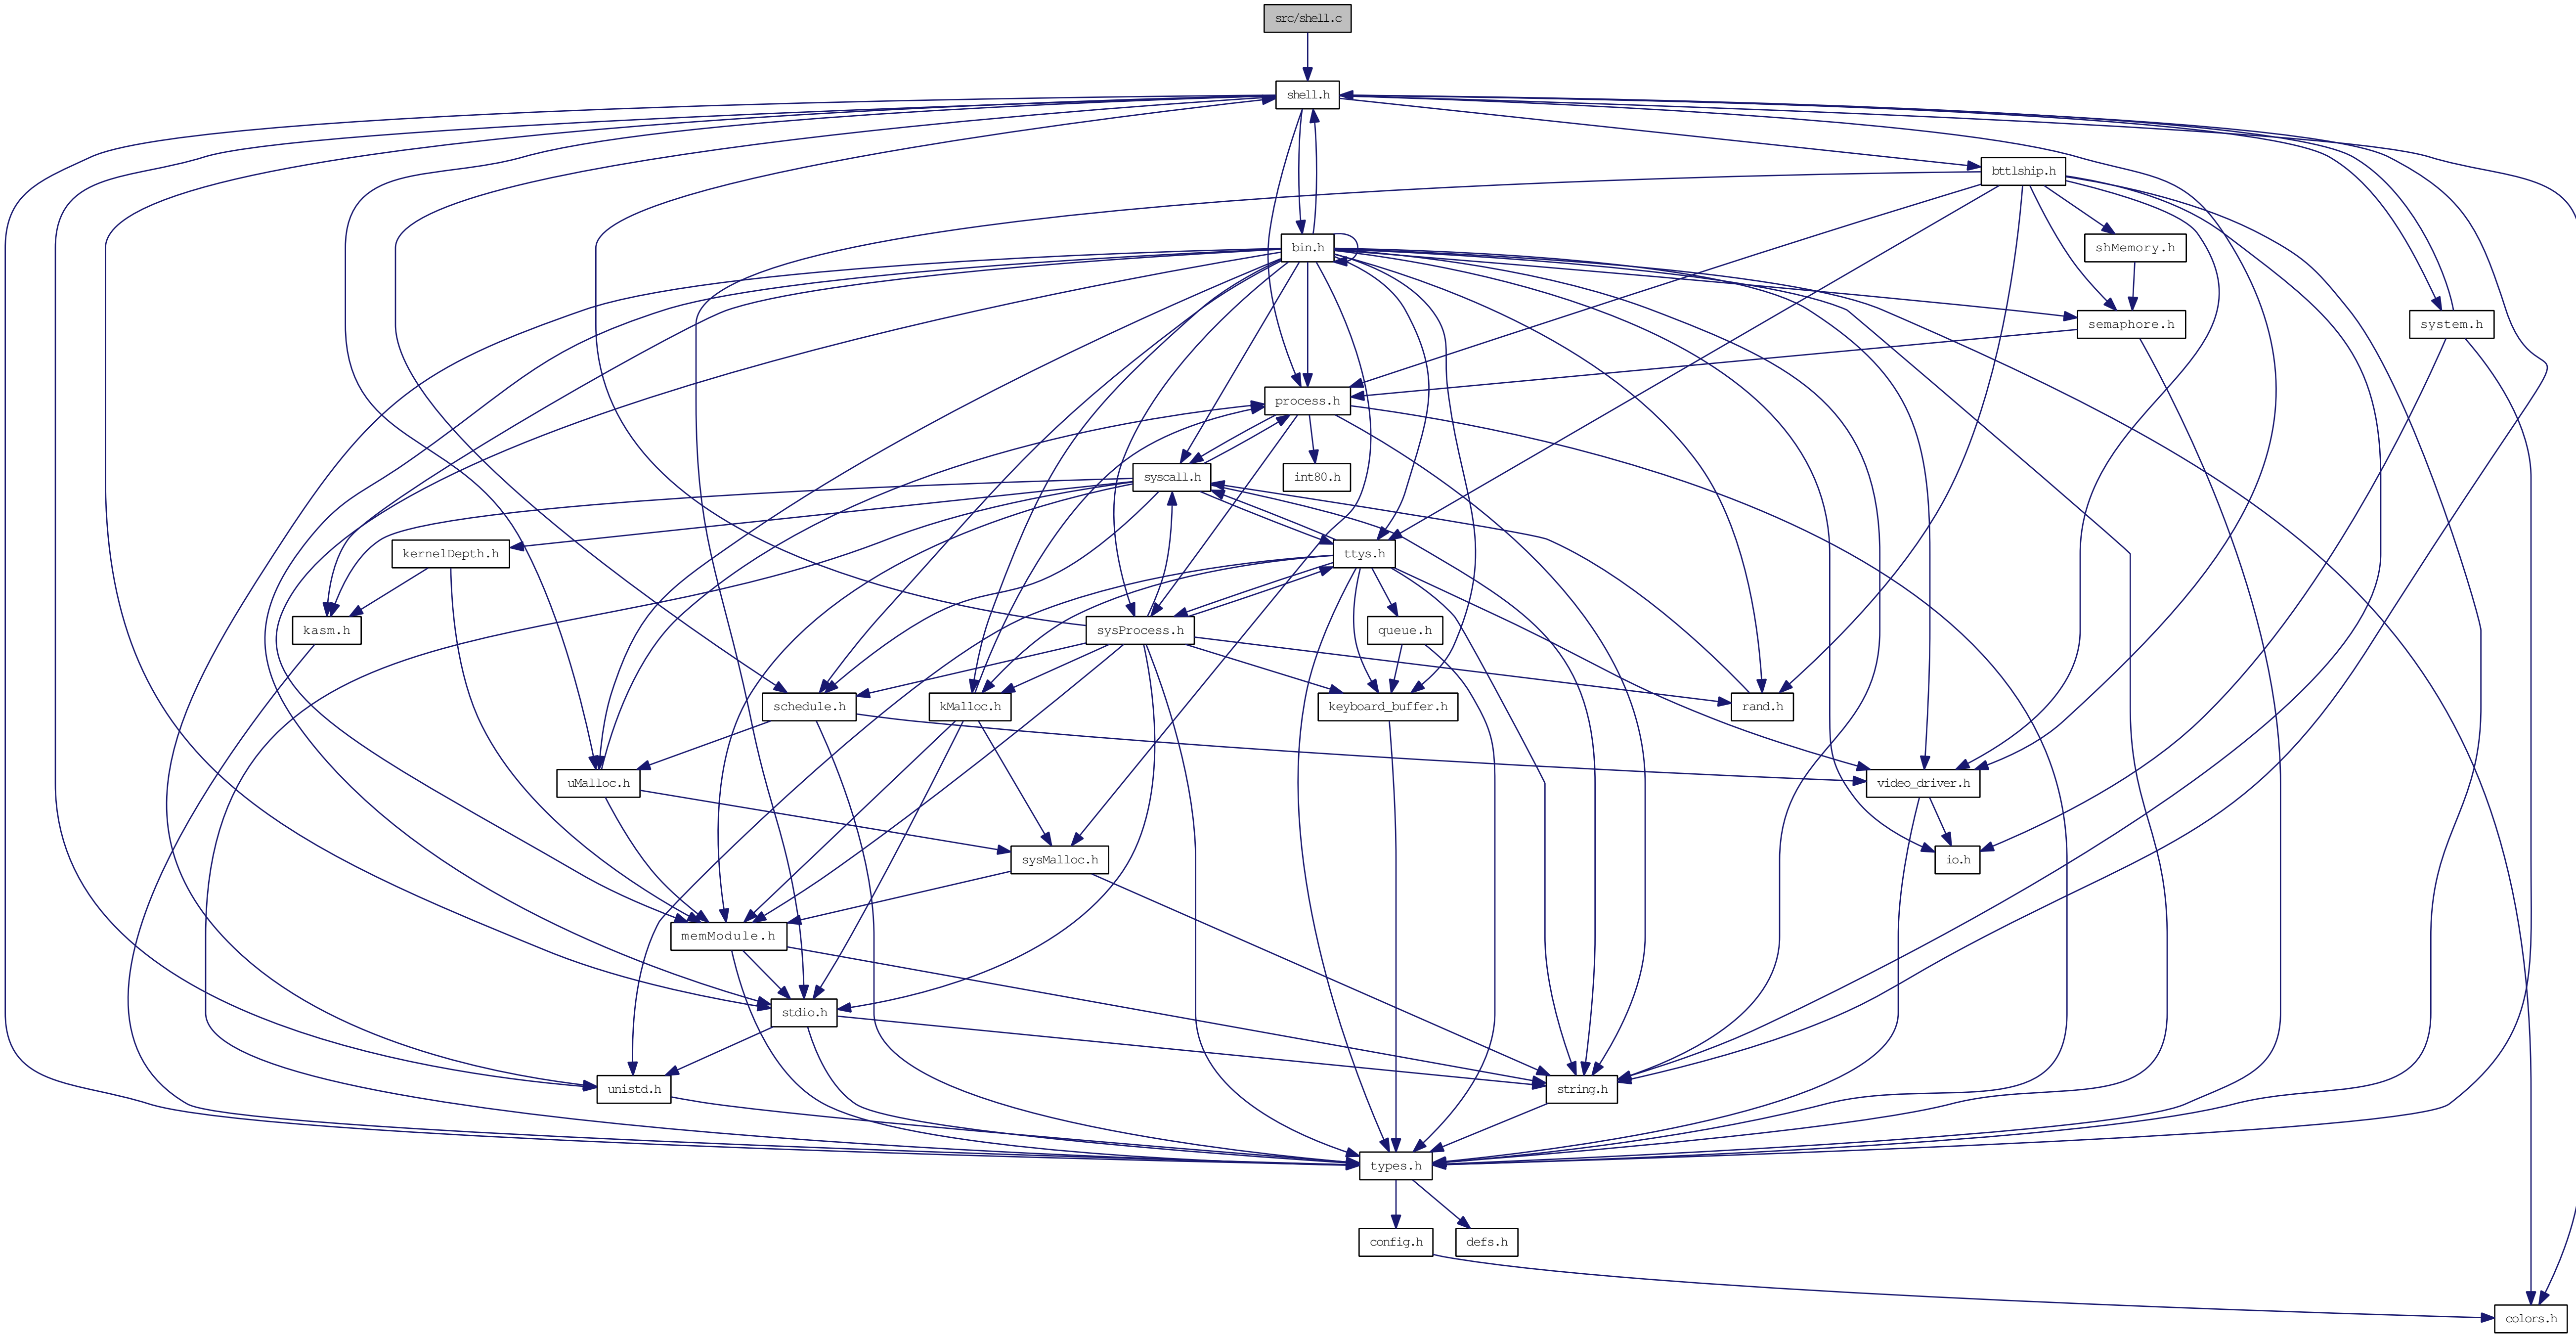 src/shell.c
shell.h
bttlship.h
bin.h
shMemory.h
semaphore.h
system.h
process.h
syscall.h
int80.h
kernelDepth.h
ttys.h
kasm.h
sysProcess.h
queue.h
schedule.h
kMalloc.h
keyboard_buffer.h
rand.h
uMalloc.h
video_driver.h
sysMalloc.h
io.h
memModule.h
stdio.h
unistd.h
string.h
types.h
config.h
defs.h
colors.h